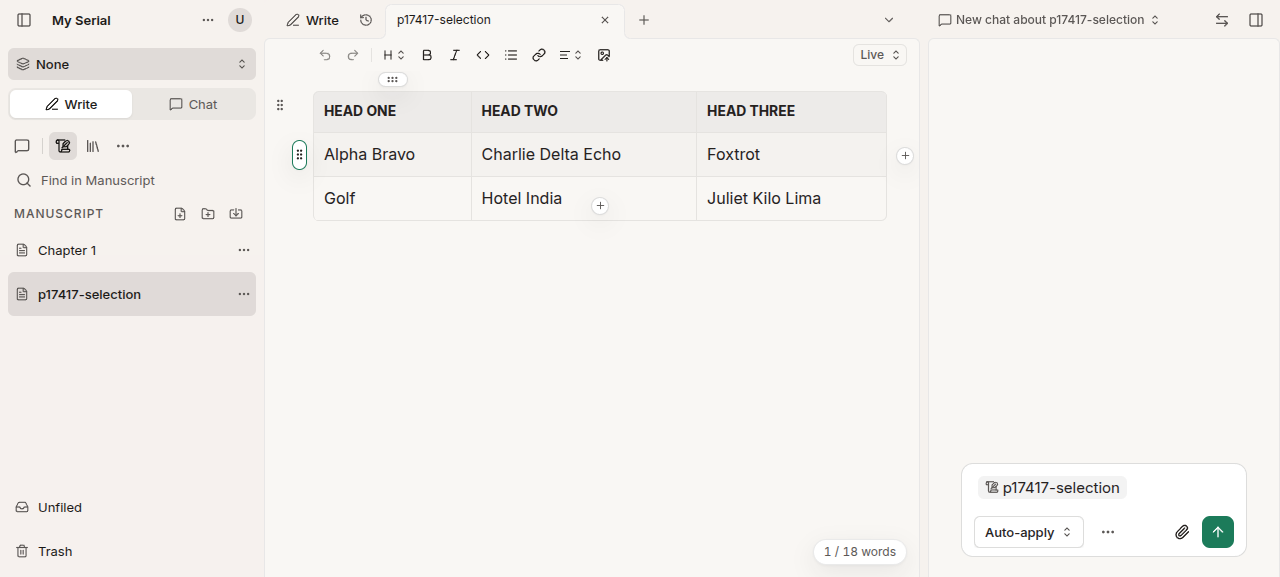 My Serial
U
Write
p17417-selection
New chat about p17417-selection
None
H
Live
Write
Chat
HEAD ONE HEAD TWO HEAD THREE
Alpha Bravo Charlie Delta Echo Foxtrot
Golf Hotel India Juliet Kilo Lima
Find in Manuscript
MANUSCRIPT
Chapter 1
p17417-selection
p17417-selection
Unfiled
Auto-apply
Trash
1 / 18 words